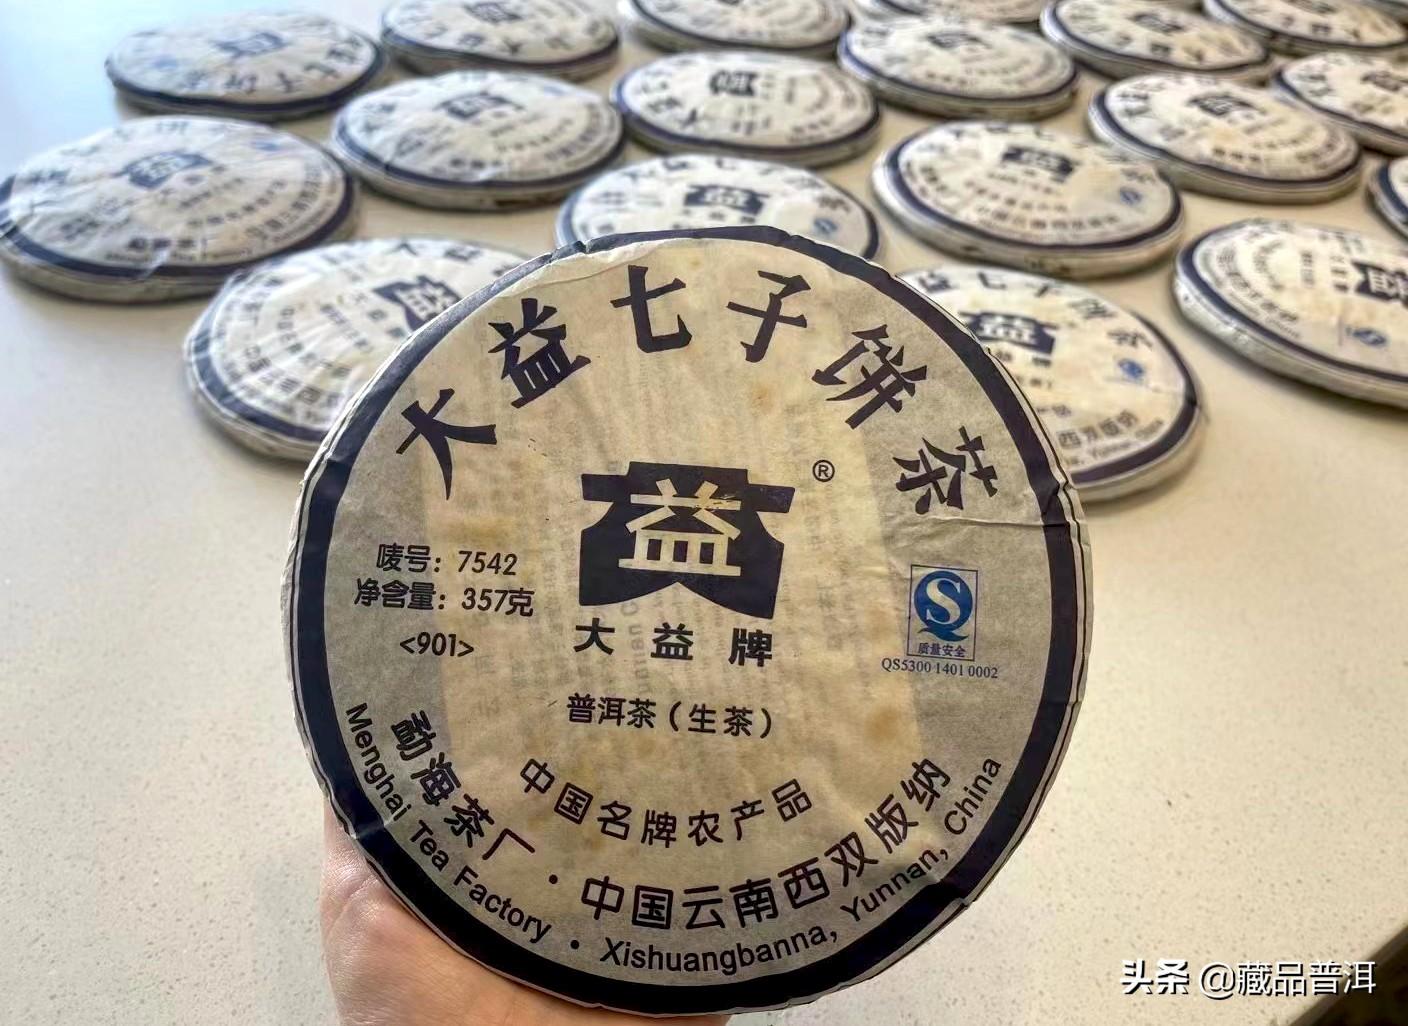 大益七子饼茶
益
®
唛号：7542
净含量：357克
<901>
大益牌
质量安全
QS5300 1401 0002
普洱茶（生茶）
中国名牌农产品
勐海茶厂·中国云南西双版纳
Menghai Tea Factory · Xishuangbanna, Yunnan, China
头条 @藏品普洱